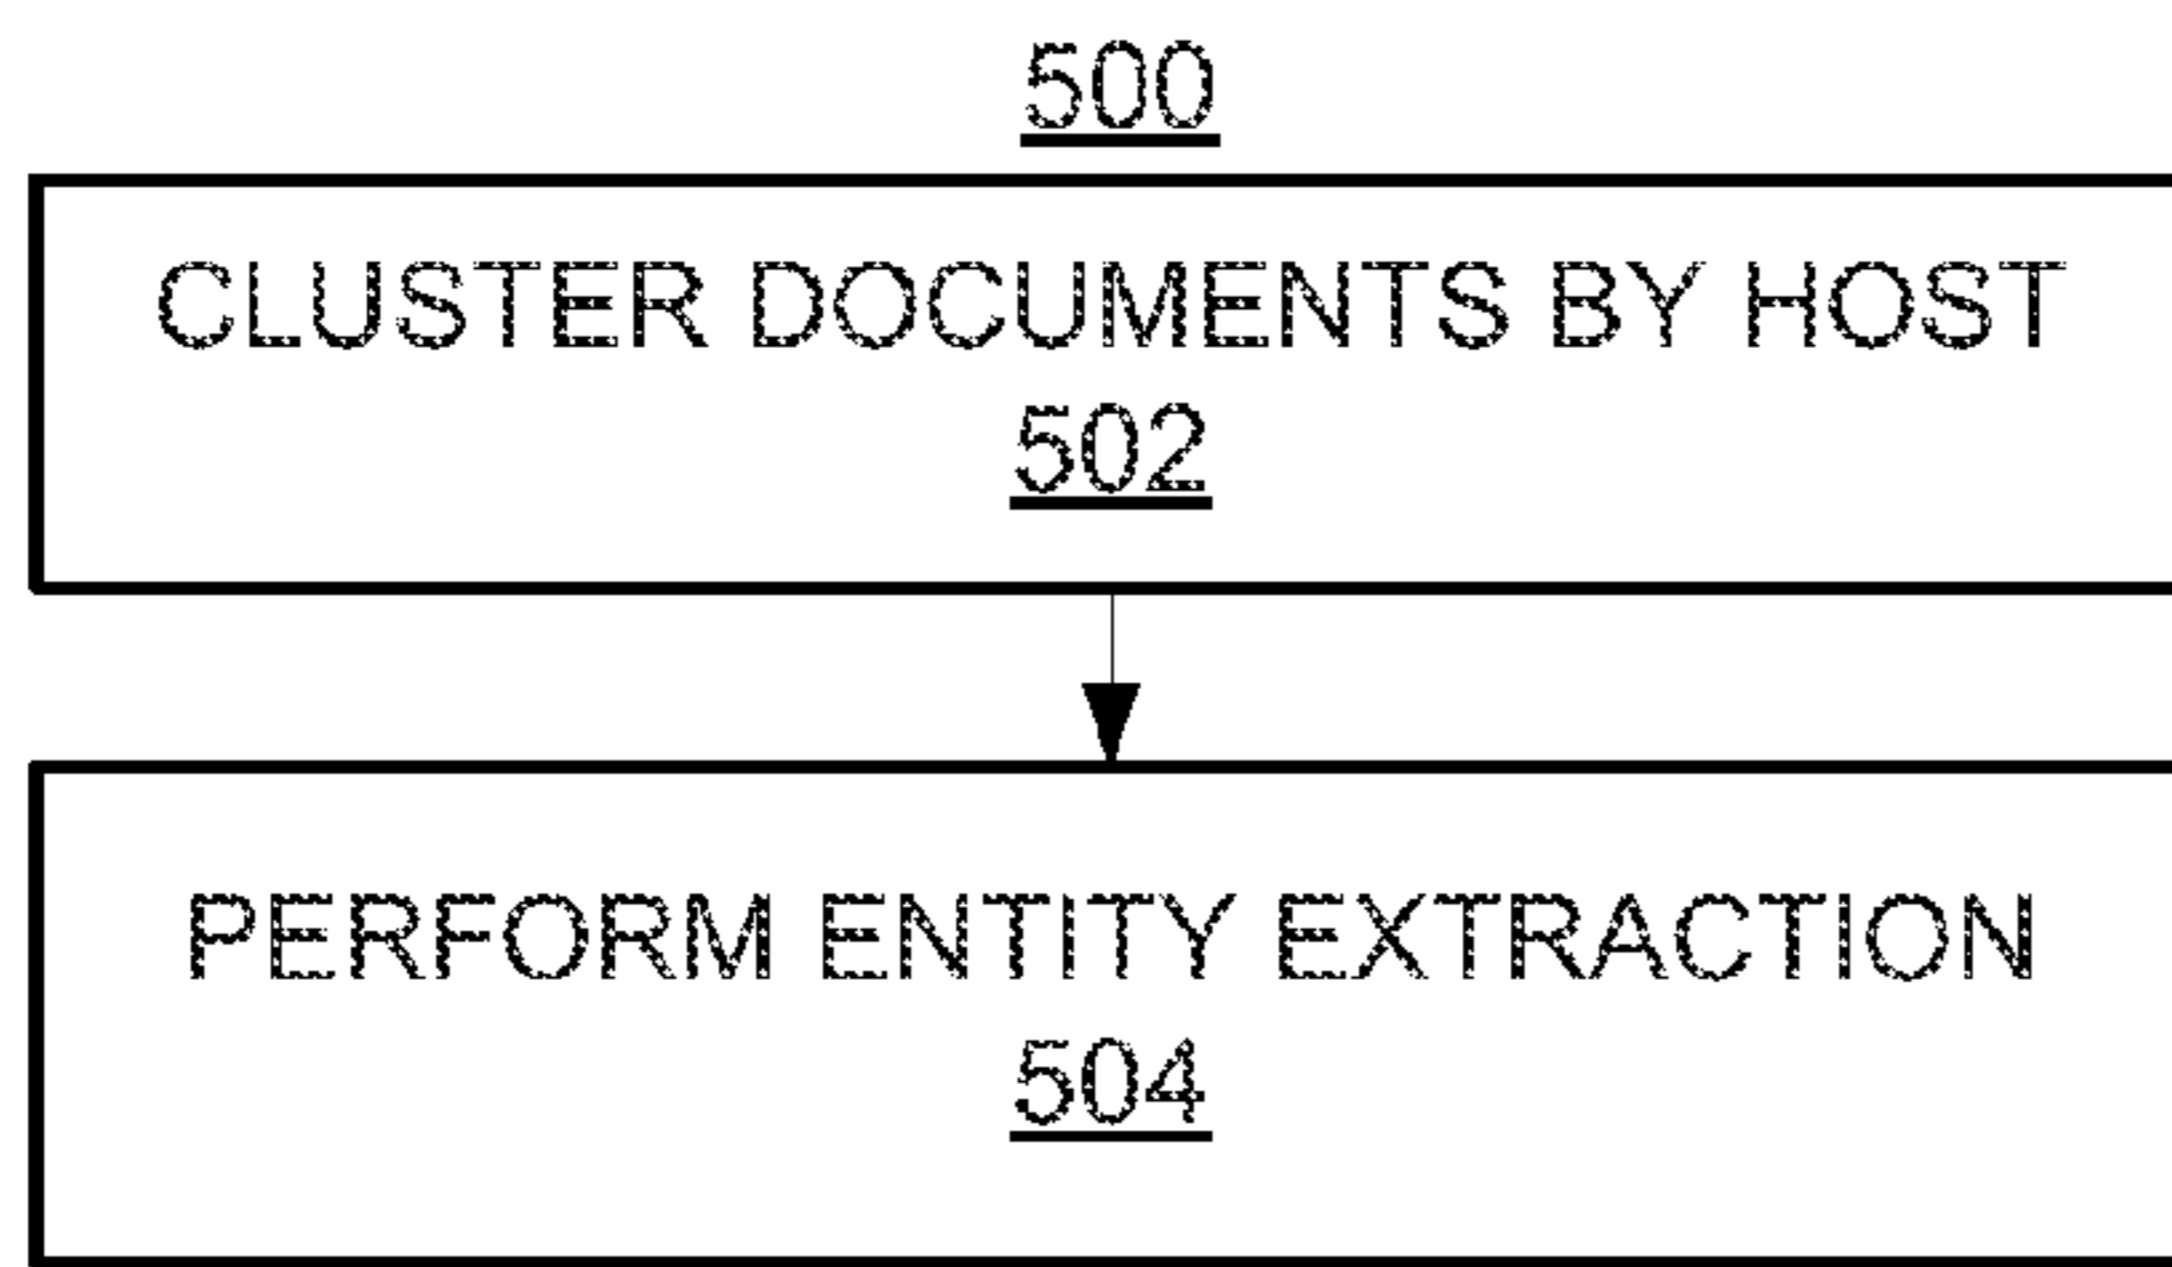 500
CLUSTER DOCUMENTS BY HOST
502
PERFORM ENTITY EXTRACTION
504